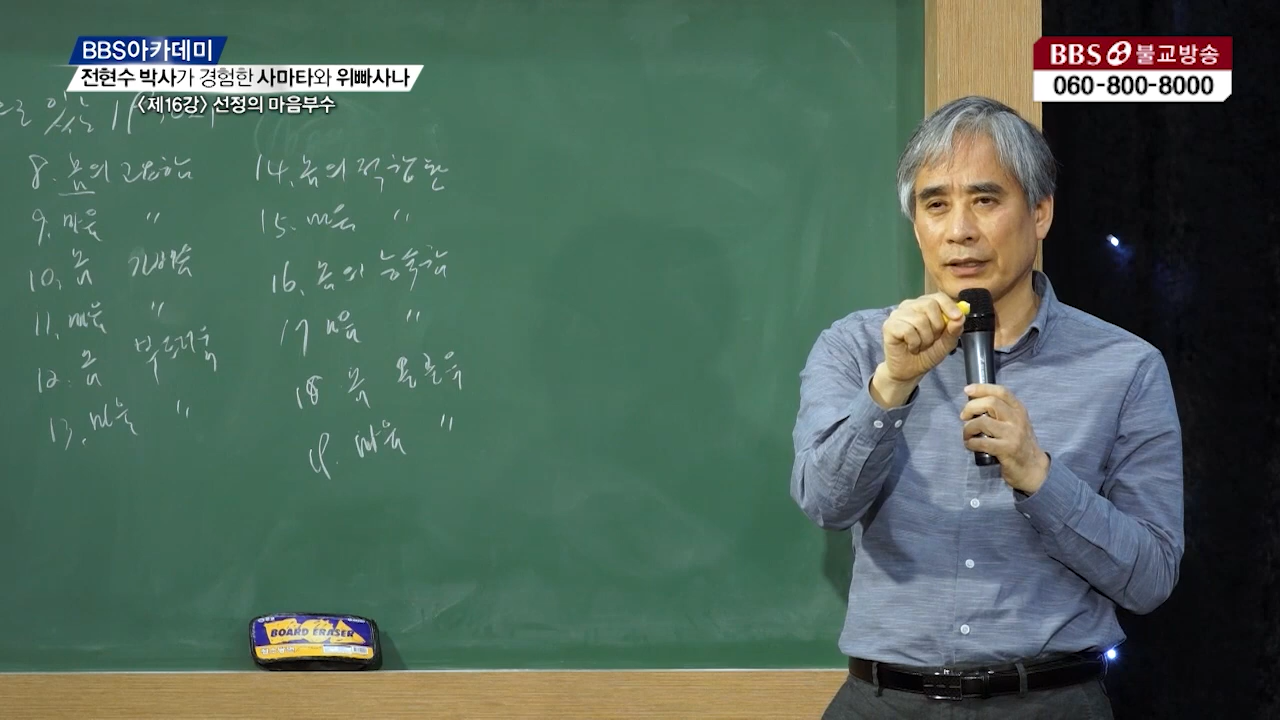 BBS아카데미
전현수 박사가 경험한 사마타와 위빠사나
〈제16강〉 선정의 마음부수
BBS 불교방송
060-800-8000
8. 몸의 고요함
9. 마음 〃
10. 몸 가벼움
11. 마음 〃
12. 몸 부드러움
13. 마음 〃
14. 몸의 적합함
15. 마음 〃
16. 몸의 능숙함
17 마음 〃
18 몸 올곧음
19. 마음 〃
BOARD ERASER